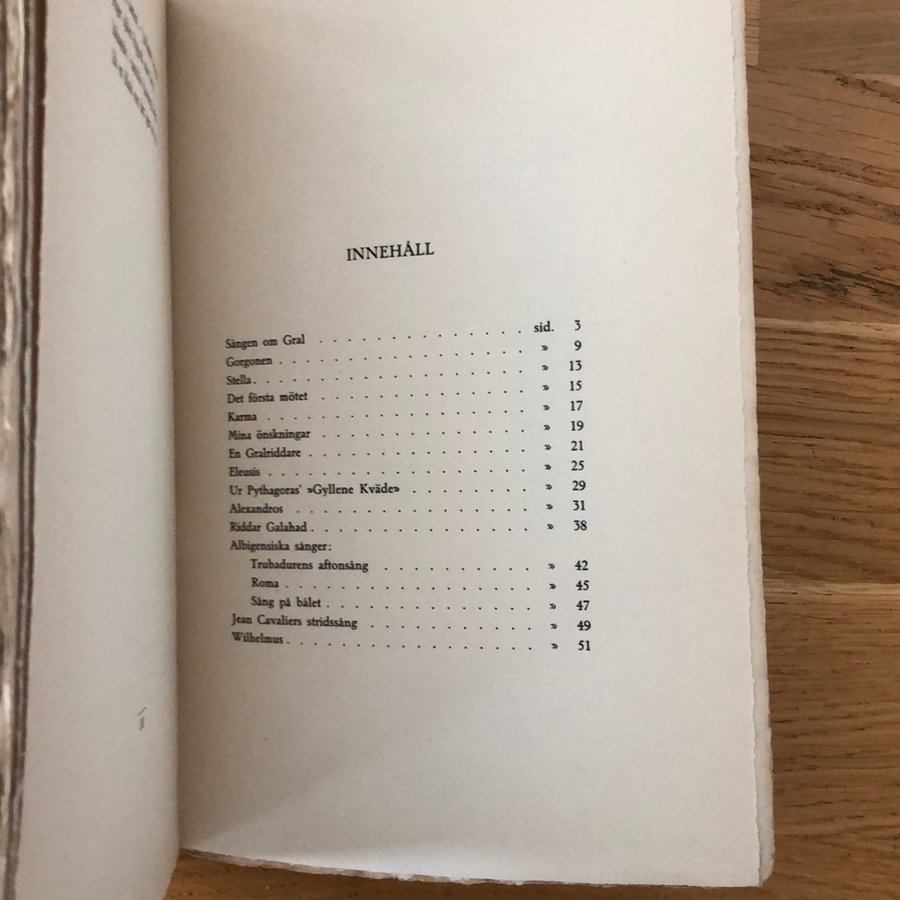 INNEHÅLL
Sången om Gral . . . . . . . . . . . . . . sid. 3
Gorgonen . . . . . . . . . . . . . . . . » 9
Stella . . . . . . . . . . . . . . . . . » 13
Det första mötet . . . . . . . . . . . . . » 15
Karma . . . . . . . . . . . . . . . . . » 17
Mina önskningar . . . . . . . . . . . . . » 19
En Gralriddare . . . . . . . . . . . . . . » 21
Eleusis . . . . . . . . . . . . . . . . . » 25
Ur Pythagoras' »Gyllene Kväde» . . . . . . . . » 29
Alexandros . . . . . . . . . . . . . . . » 31
Riddar Galahad . . . . . . . . . . . . . . » 38
Albigensiska sånger:
Trubadurens aftonsång . . . . . . . . . . » 42
Roma . . . . . . . . . . . . . . . . » 45
Sång på bålet . . . . . . . . . . . . . » 47
Jean Cavaliers stridssång . . . . . . . . . . » 49
Wilhelmus . . . . . . . . . . . . . . . . » 51